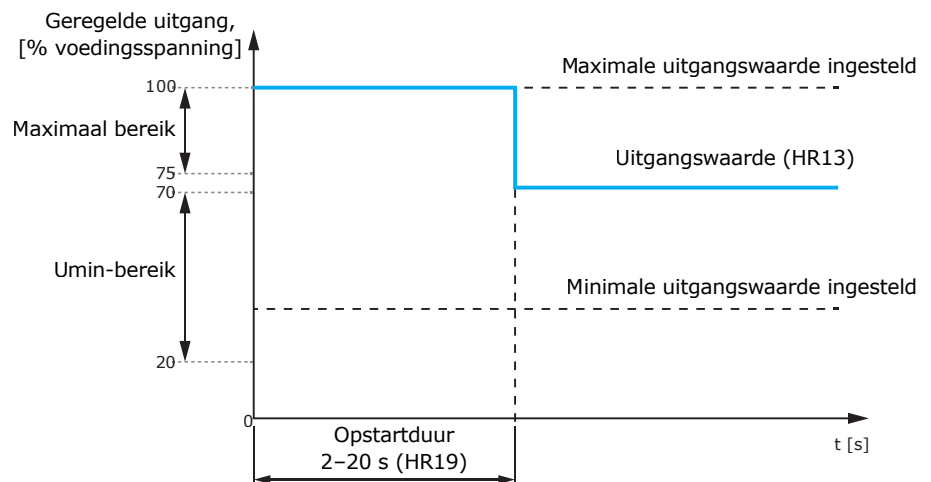 Geregelde uitgang,
[% voedingsspanning]
Maximale uitgangswaarde ingesteld
100
Maximaal bereik
Uitgangswaarde (HR13)
75
70
Umin-bereik
Minimale uitgangswaarde ingesteld
20
0
Opstartduur
2–20 s (HR19)
t [s]